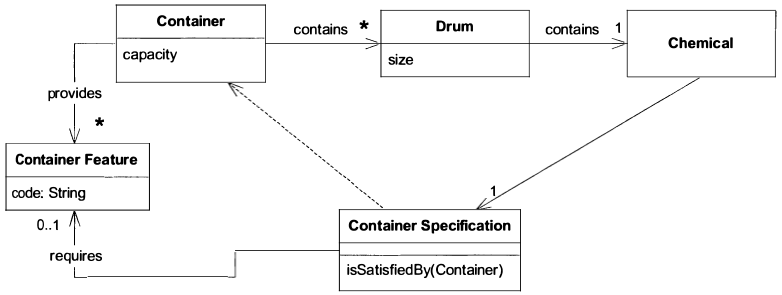 Container
contains
*
Drum
contains
1
Chemical
capacity
size
provides
*
Container Feature
code: String
0..1
requires
1
Container Specification
isSatisfiedBy(Container)